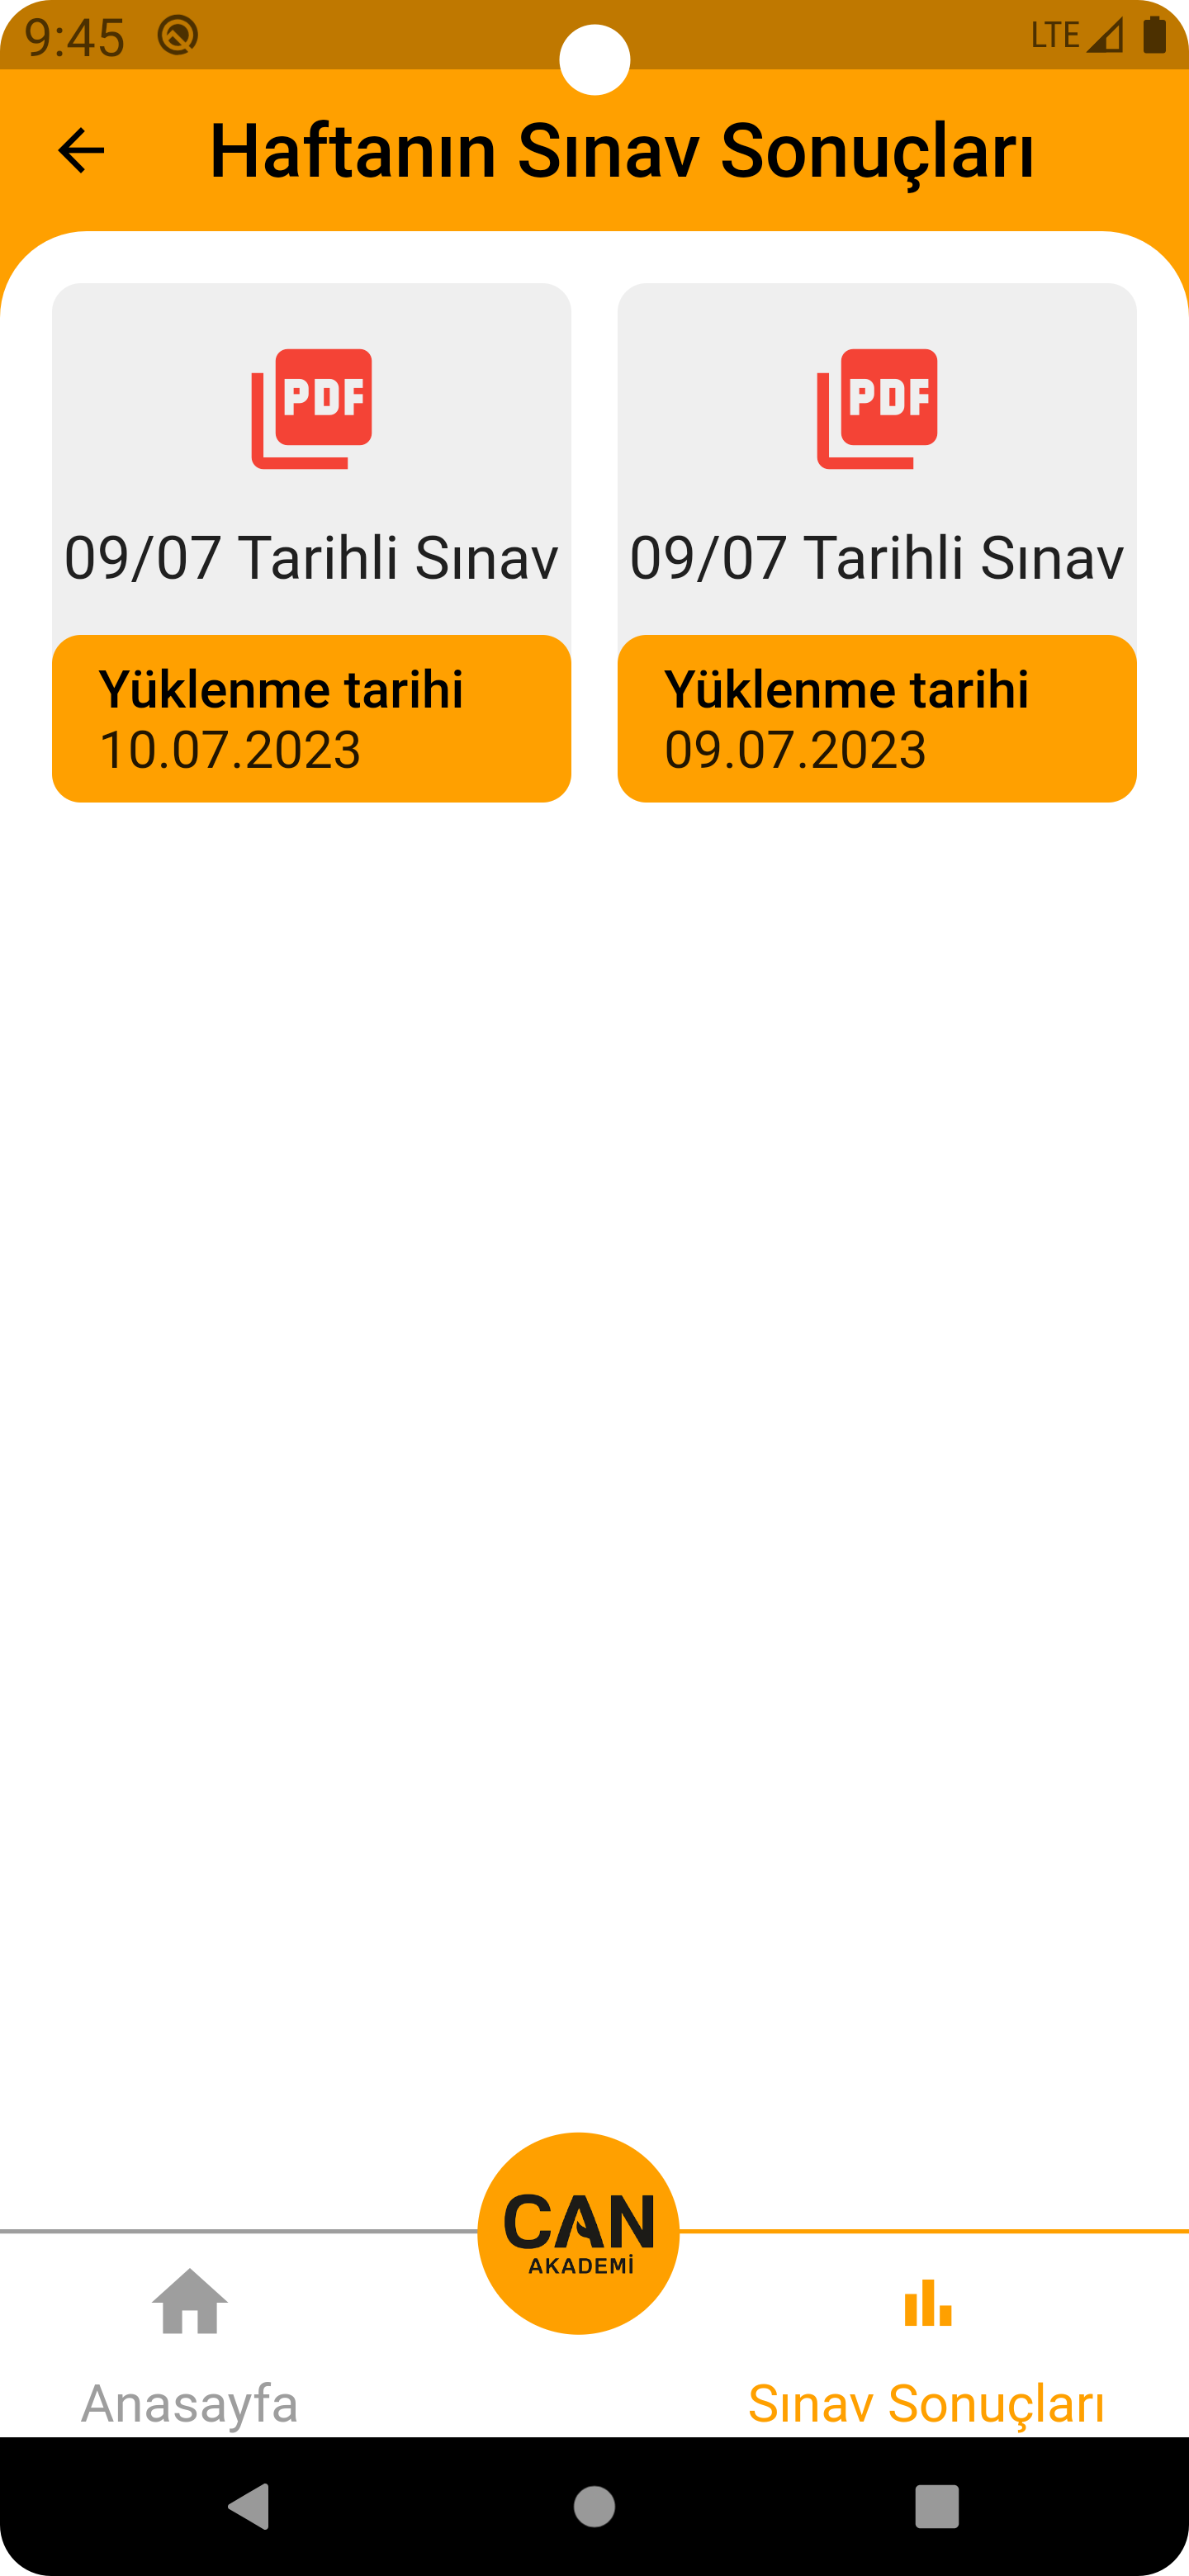 9:45
LTE
Haftanın Sınav Sonuçları
PDF
PDF
09/07 Tarihli Sınav
09/07 Tarihli Sınav
Yüklenme tarihi
10.07.2023
Yüklenme tarihi
09.07.2023
CAN
AKADEMİ
Anasayfa
Sınav Sonuçları